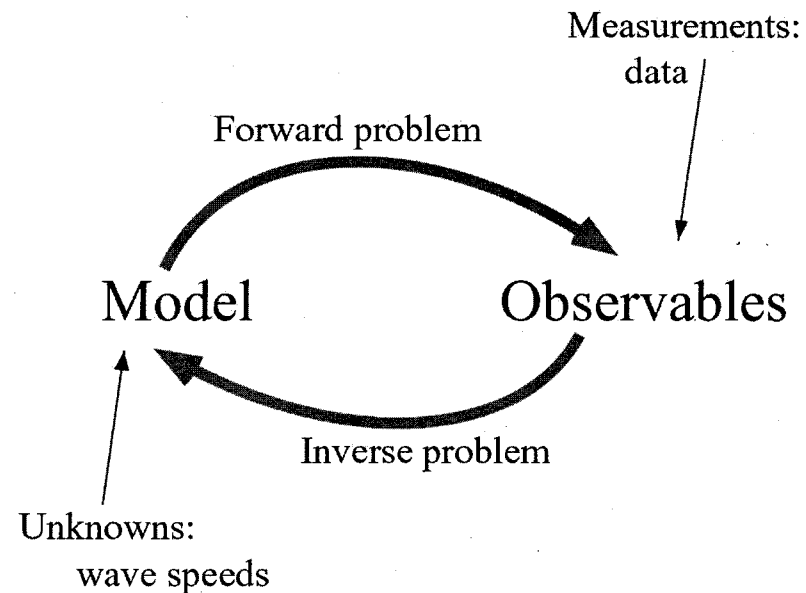 Measurements:
data
Forward problem
Model
Observables
Inverse problem
Unknowns:
wave speeds